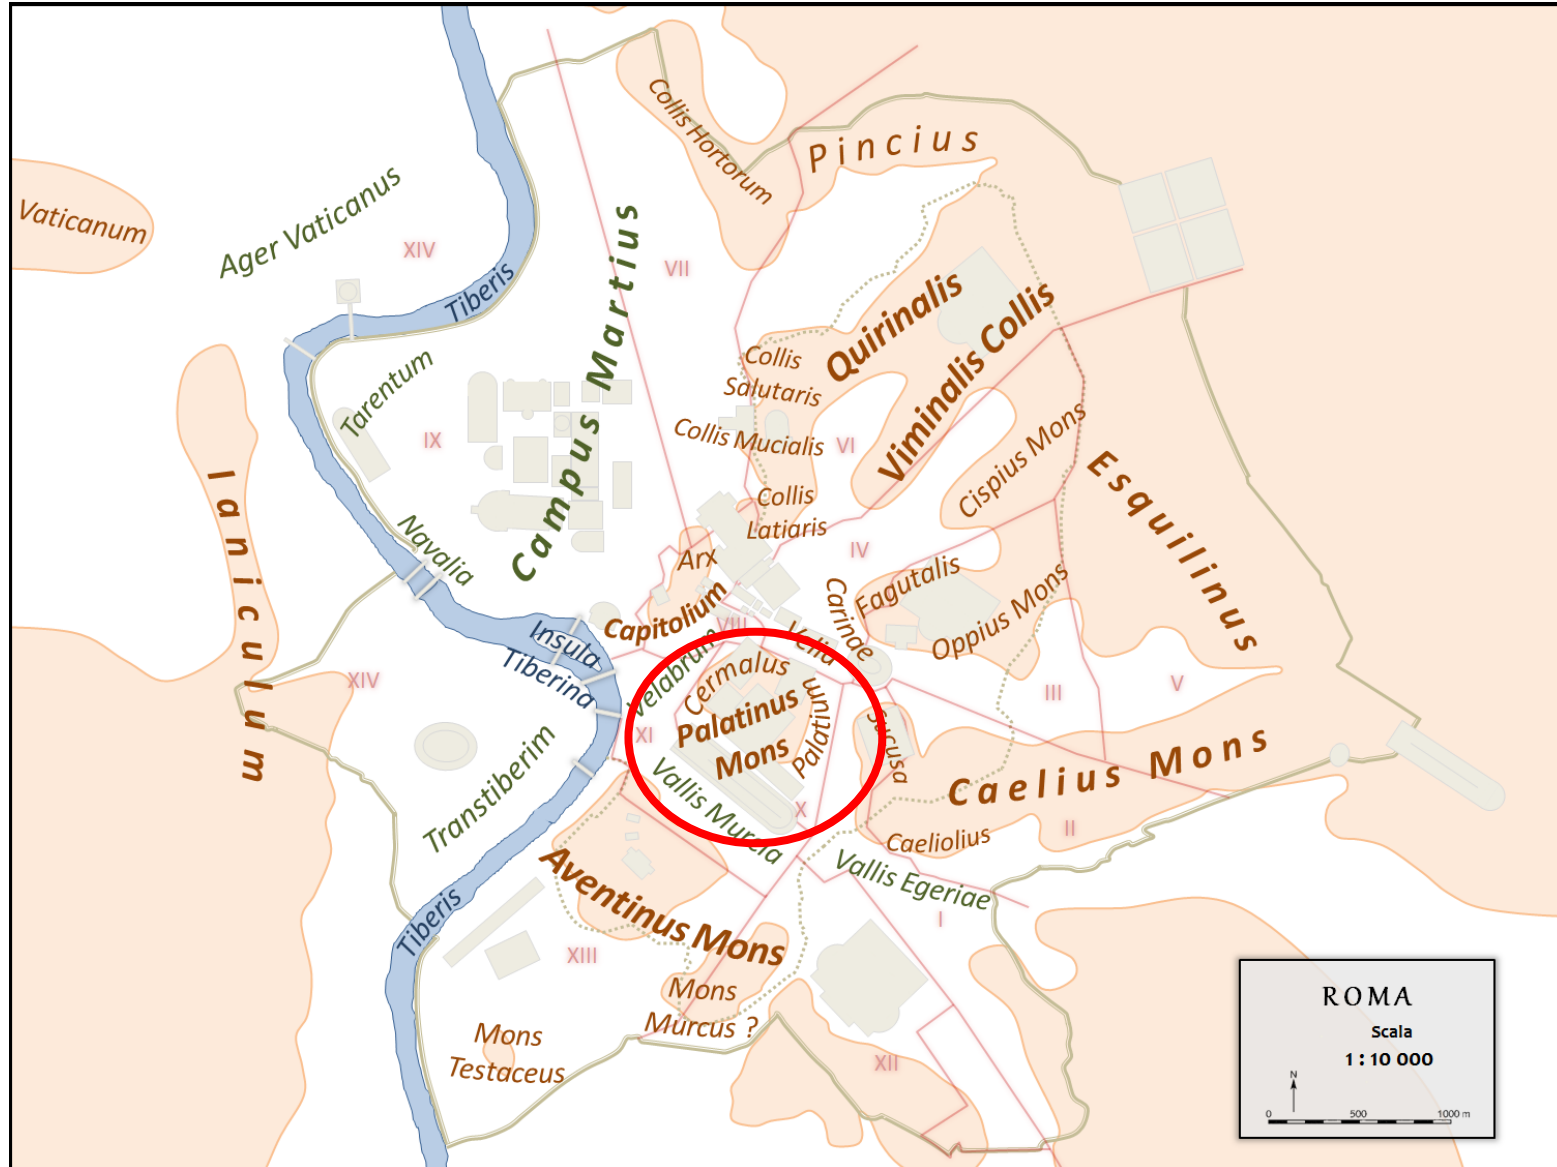 Collis Hortorum
Pincius
Vaticanum
Ager Vaticanus
XIV
VII
Tiberis
Campus Martius
Quirinalis
Viminalis Collis
Collis
Salutaris
Tarentum
IX
Collis Mucialis
VI
Cispius Mons
Esquilinus
Collis
Latiaris
Ianiculum
Navalia
IV
Arx
Fagutalis
Carinae
Oppius Mons
Capitolium
VIII
Velia
Insula
Tiberina
Velabrum
Cermalus
XIV
III
V
Palatinus
Mons
Palatium
XI
Sucusa
Caelius Mons
Transtiberim
Vallis Murcia
X
II
Caeliolius
Aventinus Mons
Vallis Egeriae
I
Tiberis
XIII
Mons
Murcus ?
Mons
Testaceus
XII
ROMA
Scala
1 : 10 000
N
0 500 1000 m